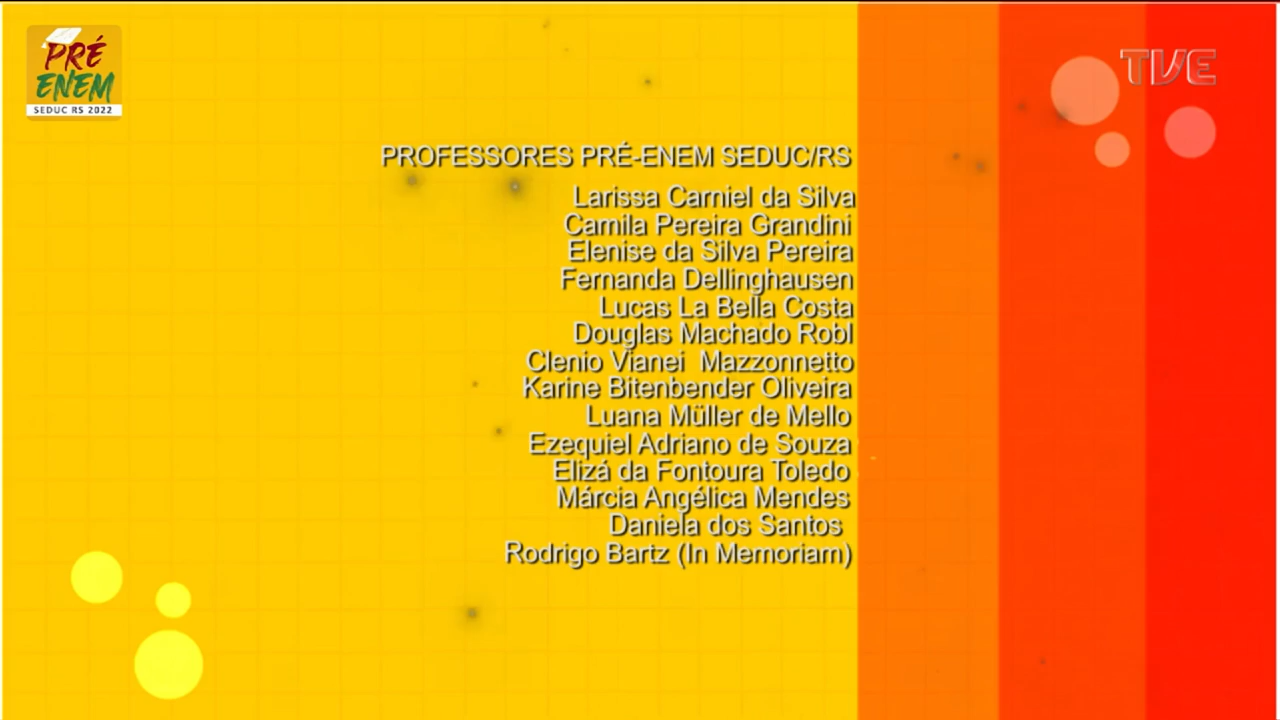 PRÉ
ENEM
SEDUC RS 2022
TVE
PROFESSORES PRÉ-ENEM SEDUC/RS
Larissa Carniel da Silva
Camila Pereira Grandini
Elenise da Silva Pereira
Fernanda Dellinghausen
Lucas La Bella Costa
Douglas Machado Robl
Clenio Vianei Mazzonnetto
Karine Bitenbender Oliveira
Luana Müller de Mello
Ezequiel Adriano de Souza
Elizá da Fontoura Toledo
Márcia Angélica Mendes
Daniela dos Santos
Rodrigo Bartz (In Memoriam)